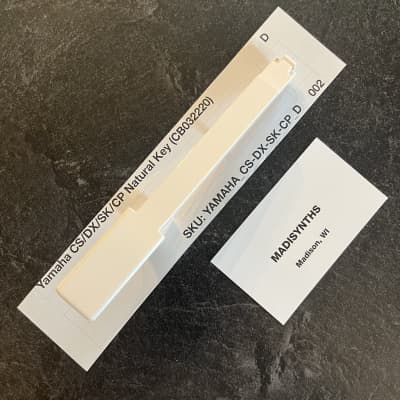 Yamaha CS/DX/SK/CP Natural Key (CB032220)
D
SKU: YAMAHA_CS-DX-SK-CP_D
002
MADISYNTHS
Madison, WI